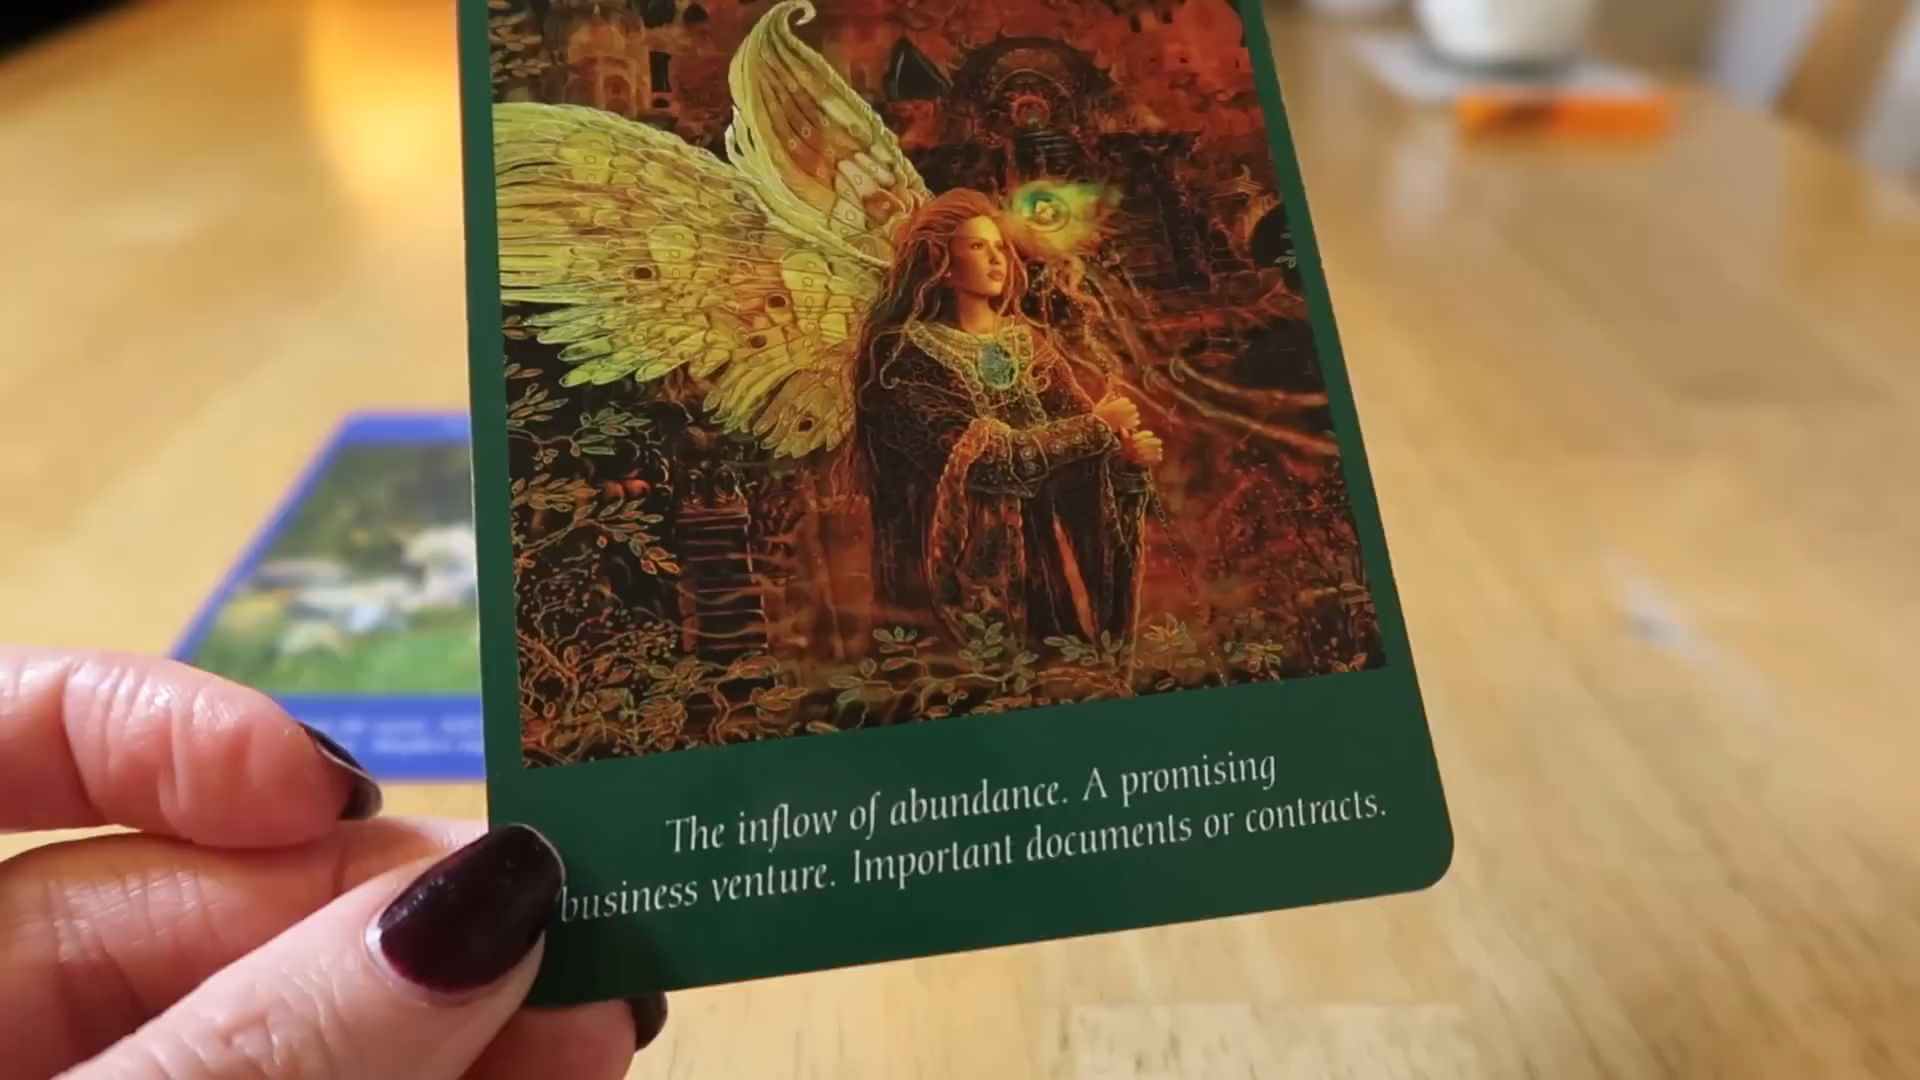 The inflow of abundance. A promising
business venture. Important documents or contracts.